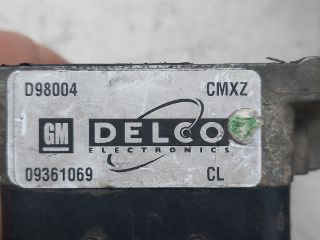 D98004 CMXZ
GM DELCO
ELECTRONICS
09361069 CL